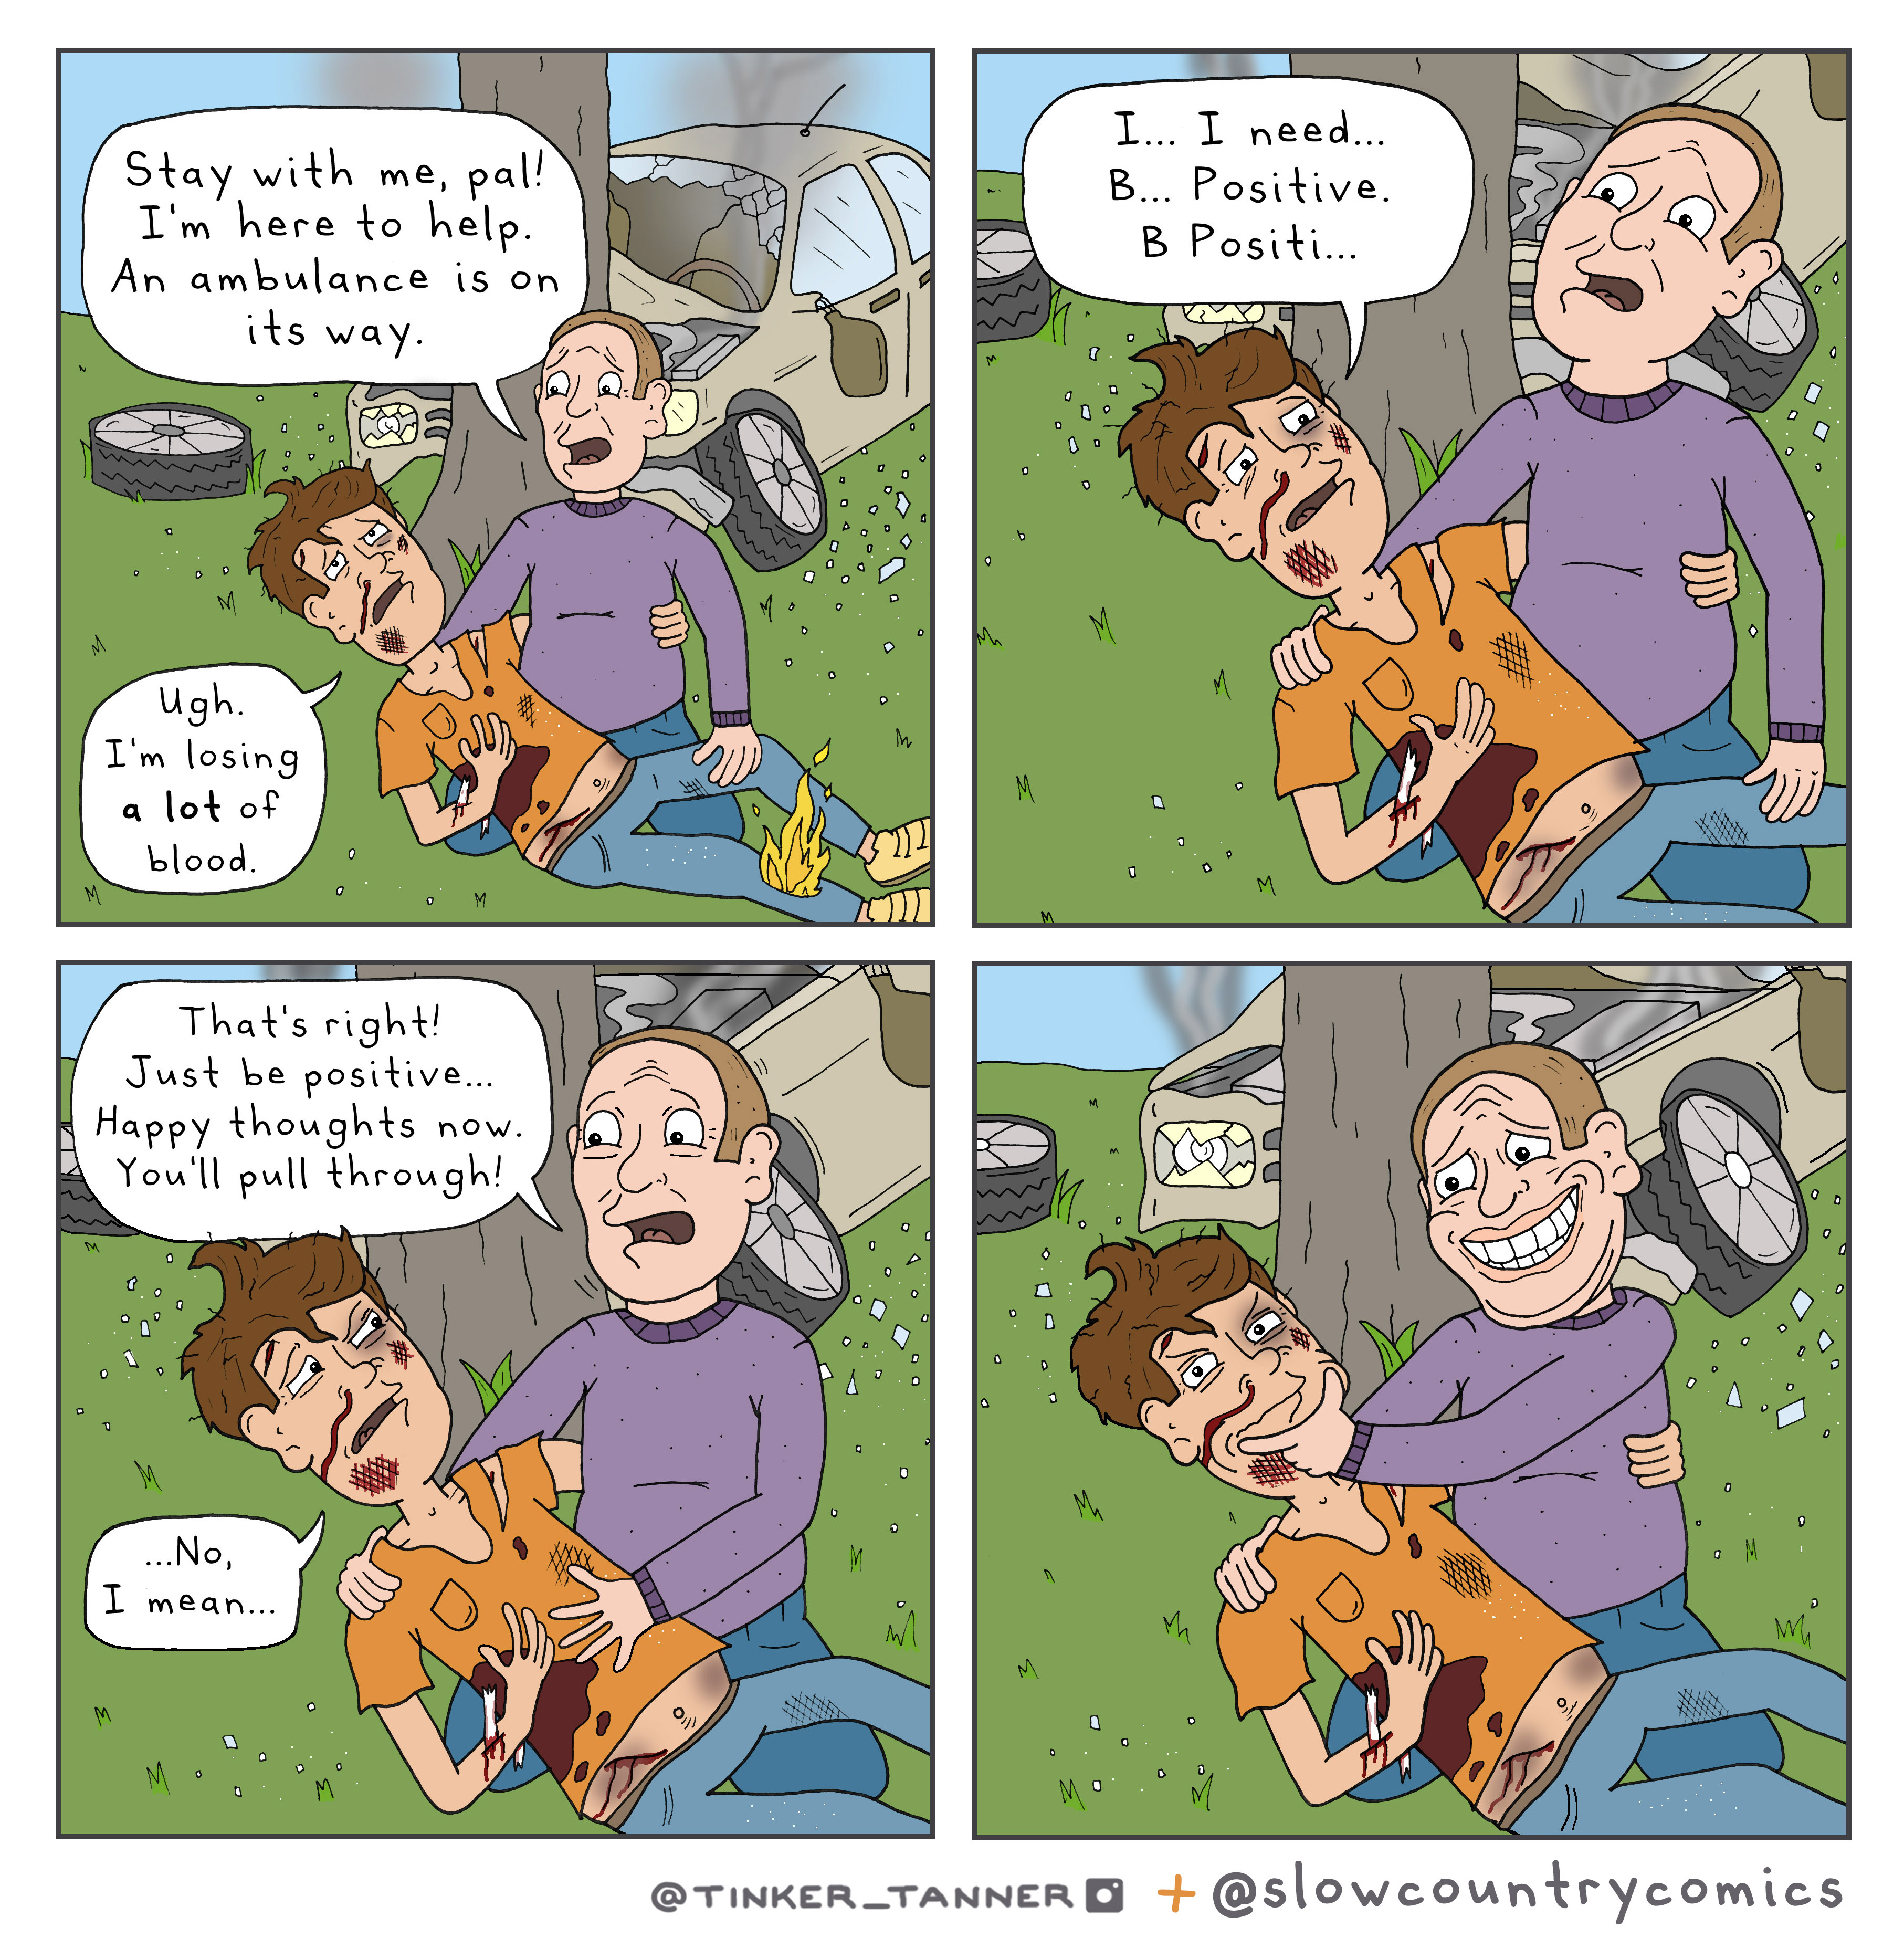 Stay with me, pal!
I'm here to help.
An ambulance is on
its way.
Ugh.
I'm losing
a lot of
blood.
I... I need...
B... Positive.
B Positi...
That's right!
Just be positive...
Happy thoughts now.
You'll pull through!
...No,
I mean...
@TINKER_TANNER + @slowcountrycomics